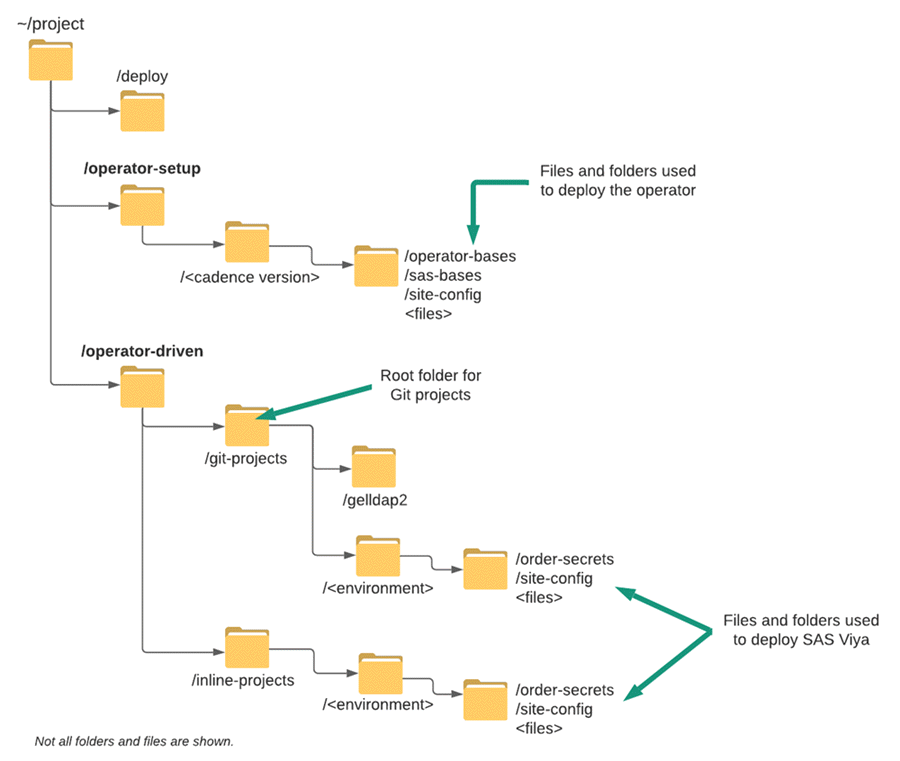 ~/project
/deploy
/operator-setup
Files and folders used
to deploy the operator
/<cadence version>
/operator-bases
/sas-bases
/site-config
<files>
/operator-driven
Root folder for
Git projects
/git-projects
/gelldap2
/<environment>
/order-secrets
/site-config
<files>
Files and folders used
to deploy SAS Viya
/inline-projects
/<environment>
/order-secrets
/site-config
<files>
Not all folders and files are shown.